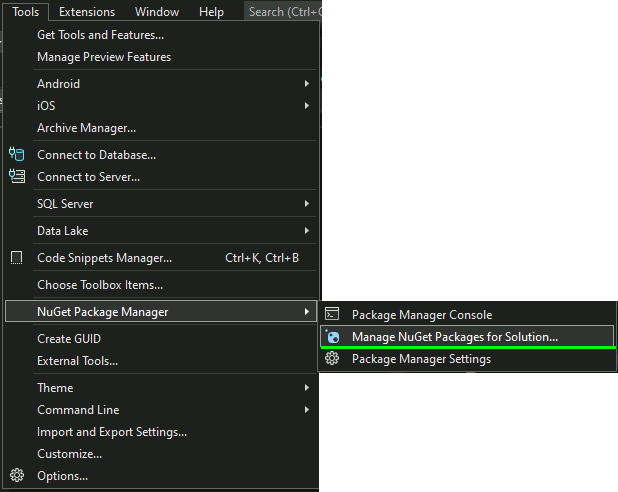 Tools Extensions Window Help Search (Ctrl+
Get Tools and Features...
Manage Preview Features
Android
iOS
Archive Manager...
Connect to Database...
Connect to Server...
SQL Server
Data Lake
Code Snippets Manager... Ctrl+K, Ctrl+B
Choose Toolbox Items...
NuGet Package Manager
Package Manager Console
Manage NuGet Packages for Solution...
Package Manager Settings
Create GUID
External Tools...
Theme
Command Line
Import and Export Settings...
Customize...
Options...